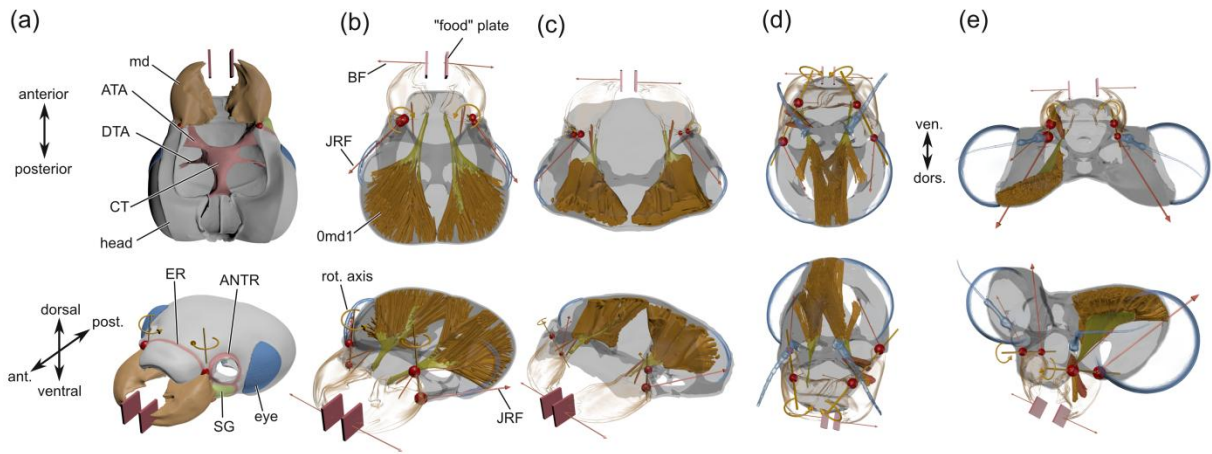 (a)
(b)
(c)
(d)
(e)
"food" plate
md
BF
ATA
anterior
DTA
posterior
JRF
ven.
dors.
CT
head
0md1
ER
ANTR
rot. axis
dorsal
post.
ant.
ventral
SG
eye
JRF